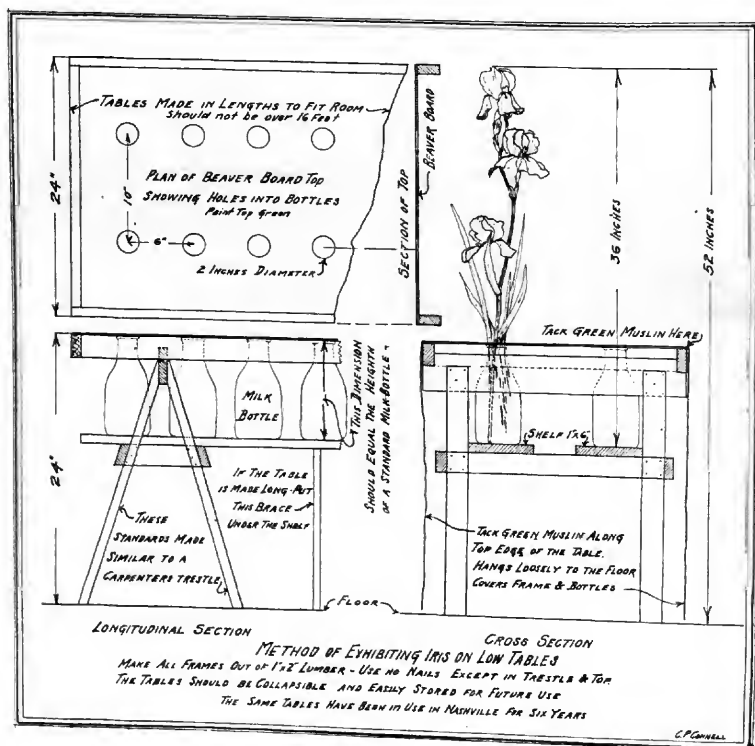 TABLES MADE IN LENGTHS TO FIT ROOM
Should not be over 16 Feet
24"
10"
PLAN OF BEAVER BOARD TOP
SHOWING HOLES INTO BOTTLES
Paint Top Green
6"
2 INCHES DIAMETER
SECTION OF TOP
BEAVER BOARD
36 INCHES
52 INCHES
TACK GREEN MUSLIN HERE
24"
MILK
BOTTLE
THIS DIMENSION
SHOULD EQUAL THE HEIGHTH
OF A STANDARD MILK-BOTTLE-
SHELF 1"X6"
IF THE TABLE
IS MADE LONG-PUT
THIS BRACE
UNDER THE SHELF
THESE
STANDARDS MADE
SIMILAR TO A
CARPENTERS TRESTLE
TACK GREEN MUSLIN ALONG
TOP EDGE OF THE TABLE.
HANGS LOOSELY TO THE FLOOR
COVERS FRAME & BOTTLES
FLOOR
LONGITUDINAL SECTION
CROSS SECTION
METHOD OF EXHIBITING IRIS ON LOW TABLES
MAKE ALL FRAMES OUT OF 1"X2" LUMBER - USE NO NAILS EXCEPT IN TRESTLE & TOP.
THE TABLES SHOULD BE COLLAPSIBLE AND EASILY STORED FOR FUTURE USE
THE SAME TABLES HAVE BEEN IN USE IN NASHVILLE FOR SIX YEARS
C.P. CONNELL